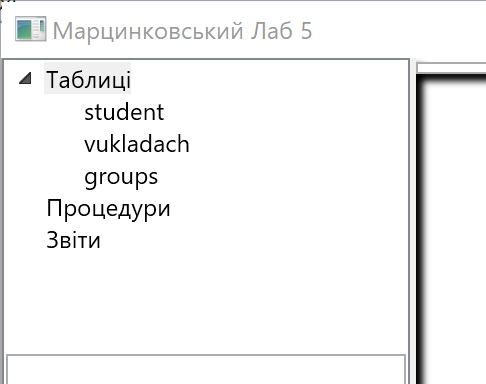 Марцинковський Лаб 5
Таблиці
student
vukladach
groups
Процедури
Звіти